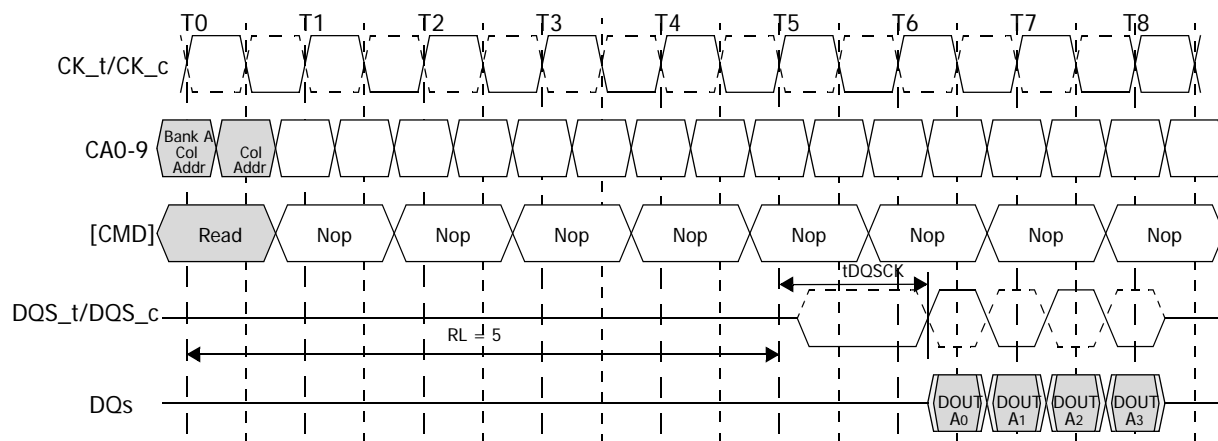 T0 T1 T2 T3 T4 T5 T6 T7 T8
CK_t/CK_c
CA0-9
Bank A
Col
Addr
Col
Addr
[CMD]
Read Nop Nop Nop Nop Nop Nop Nop Nop
tDQSCK
DQS_t/DQS_c
RL = 5
DQs
DOUT DOUT DOUT DOUT
A0 A1 A2 A3